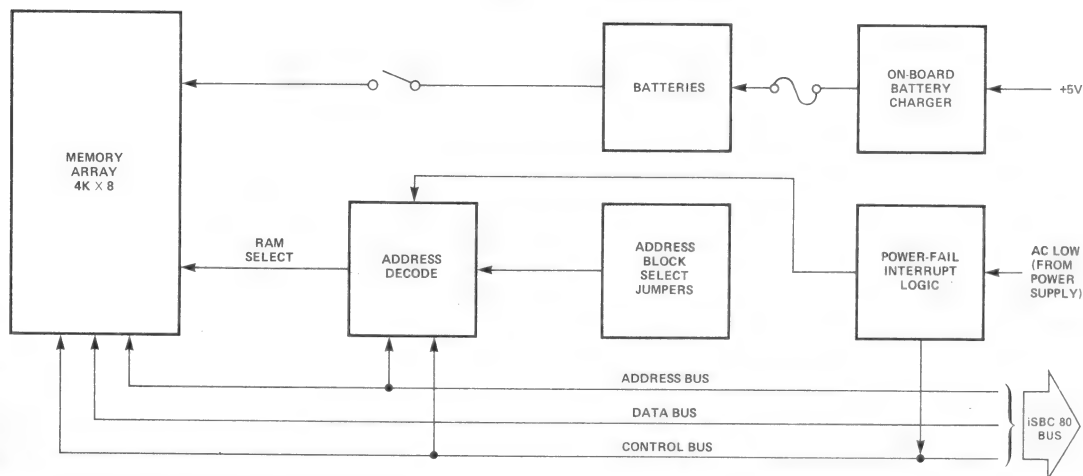 MEMORY
ARRAY
4K X 8
BATTERIES
ON-BOARD
BATTERY
CHARGER
+5V
RAM
SELECT
ADDRESS
DECODE
ADDRESS
BLOCK
SELECT
JUMPERS
POWER-FAIL
INTERRUPT
LOGIC
AC LOW
(FROM
POWER
SUPPLY)
ADDRESS BUS
DATA BUS
CONTROL BUS
iSBC 80
BUS